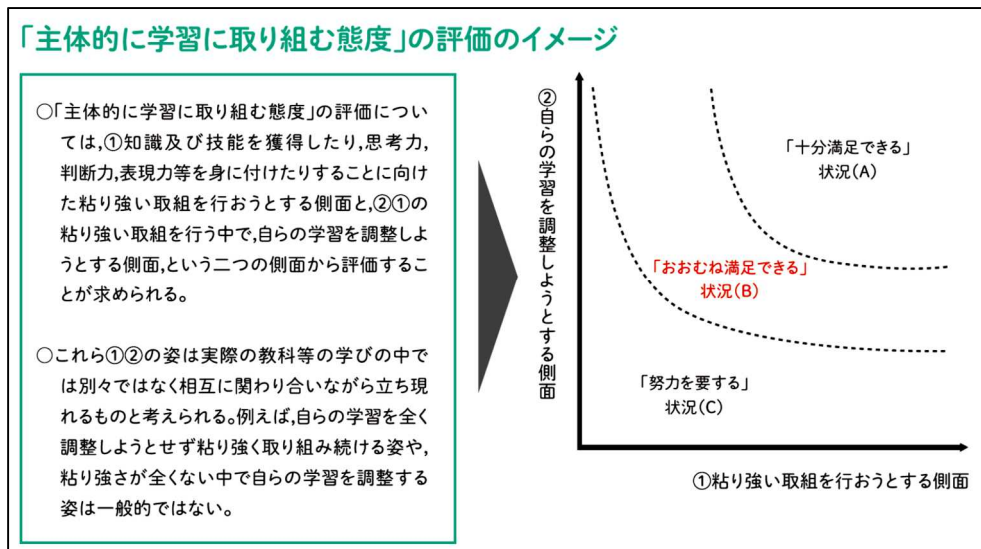 「主体的に学習に取り組む態度」の評価のイメージ
○「主体的に学習に取り組む態度」の評価につい
ては,①知識及び技能を獲得したり,思考力,
判断力,表現力等を身に付けたりすることに向け
た粘り強い取組を行おうとする側面と,②①の
粘り強い取組を行う中で,自らの学習を調整しよ
うとする側面,という二つの側面から評価するこ
とが求められる。
○これら①②の姿は実際の教科等の学びの中で
は別々ではなく相互に関わり合いながら立ち現
れるものと考えられる。例えば,自らの学習を全く
調整しようとせず粘り強く取り組み続ける姿や,
粘り強さが全くない中で自らの学習を調整する
姿は一般的ではない。
②自らの学習を調整しようとする側面
「十分満足できる」
状況(A)
「おおむね満足できる」
状況(B)
「努力を要する」
状況(C)
①粘り強い取組を行おうとする側面